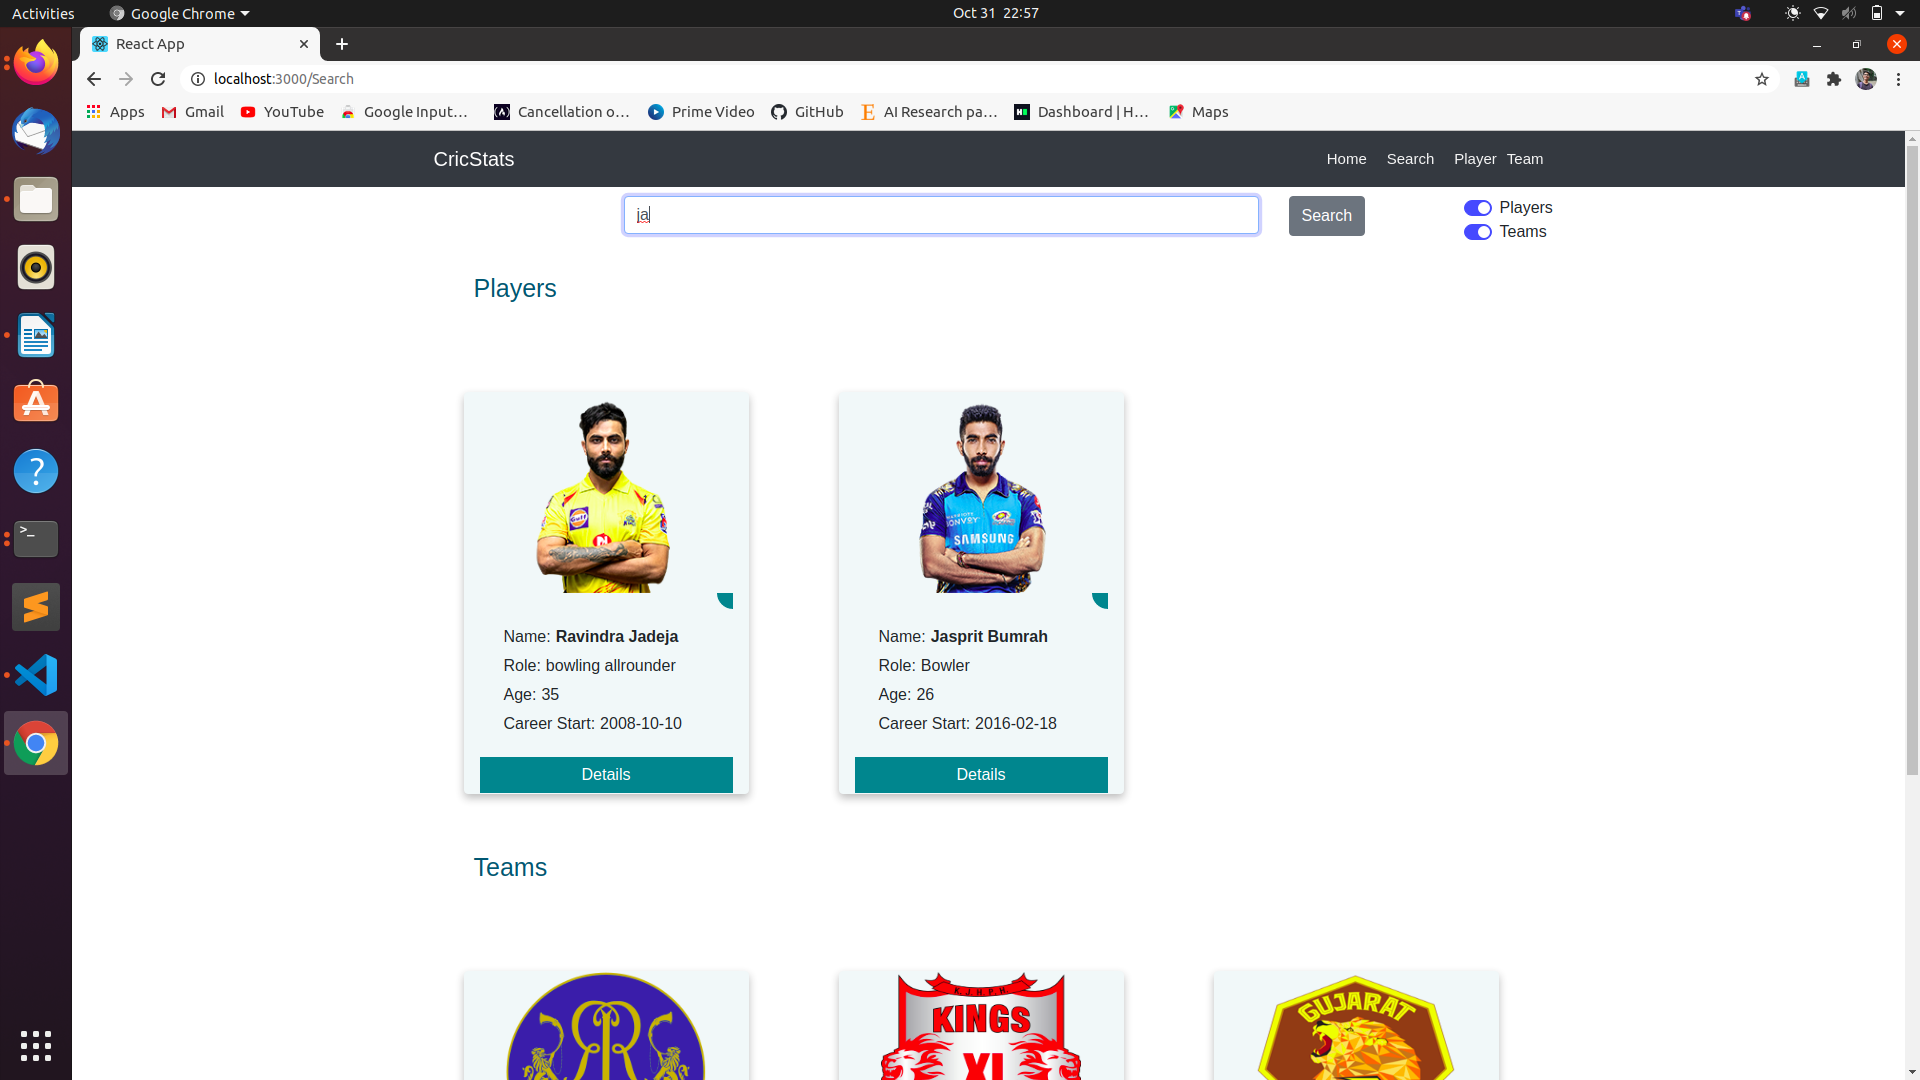 Activities
Google Chrome
Oct 31 22:57
React App
localhost:3000/Search
Apps
Gmail
YouTube
Google Input…
Cancellation o…
Prime Video
GitHub
AI Research pa…
Dashboard | H…
Maps
CricStats
Home
Search
Player
Team
ja
Search
Players
Teams
Players
SAMSUNG
Name: Ravindra Jadeja
Role: bowling allrounder
Age: 35
Career Start: 2008-10-10
Details
Name: Jasprit Bumrah
Role: Bowler
Age: 26
Career Start: 2016-02-18
Details
Teams
K.J.H.P.H
KINGS
XI
GUJARAT